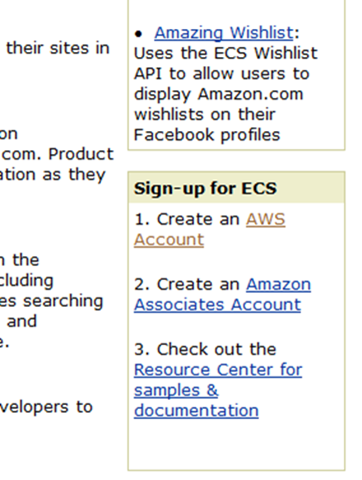 their sites in
on
com. Product
ation as they
n the
cluding
es searching
and
e.
velopers to
• Amazing Wishlist:
Uses the ECS Wishlist
API to allow users to
display Amazon.com
wishlists on their
Facebook profiles
Sign-up for ECS
1. Create an AWS
Account
2. Create an Amazon
Associates Account
3. Check out the
Resource Center for
samples &
documentation